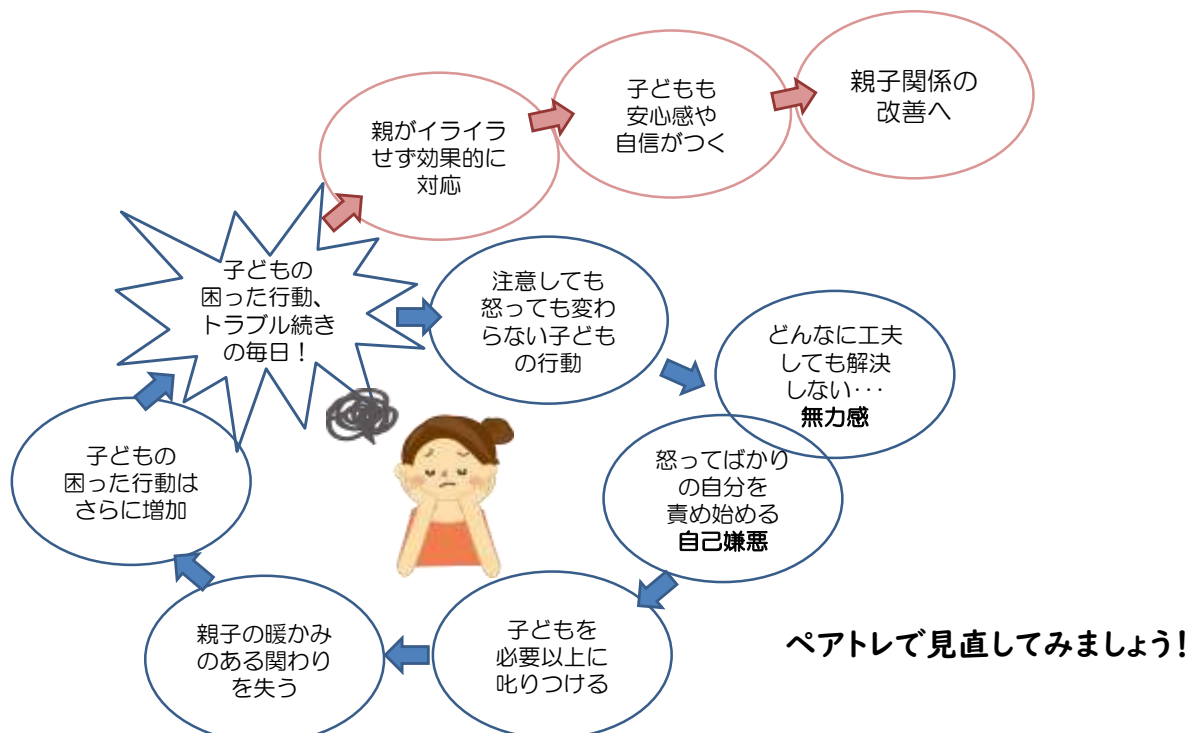 親がイライラ
せず効果的に
対応
子どもも
安心感や
自信がつく
親子関係の
改善へ
子どもの
困った行動、
トラブル続き
の毎日！
注意しても
怒っても変わ
らない子ども
の行動
どんなに工夫
しても解決
しない･･･
無力感
怒ってばかり
の自分を
責め始める
自己嫌悪
子どもを
必要以上に
叱りつける
親子の暖かみ
のある関わり
を失う
子どもの
困った行動は
さらに増加
ペアトレで見直してみましょう！